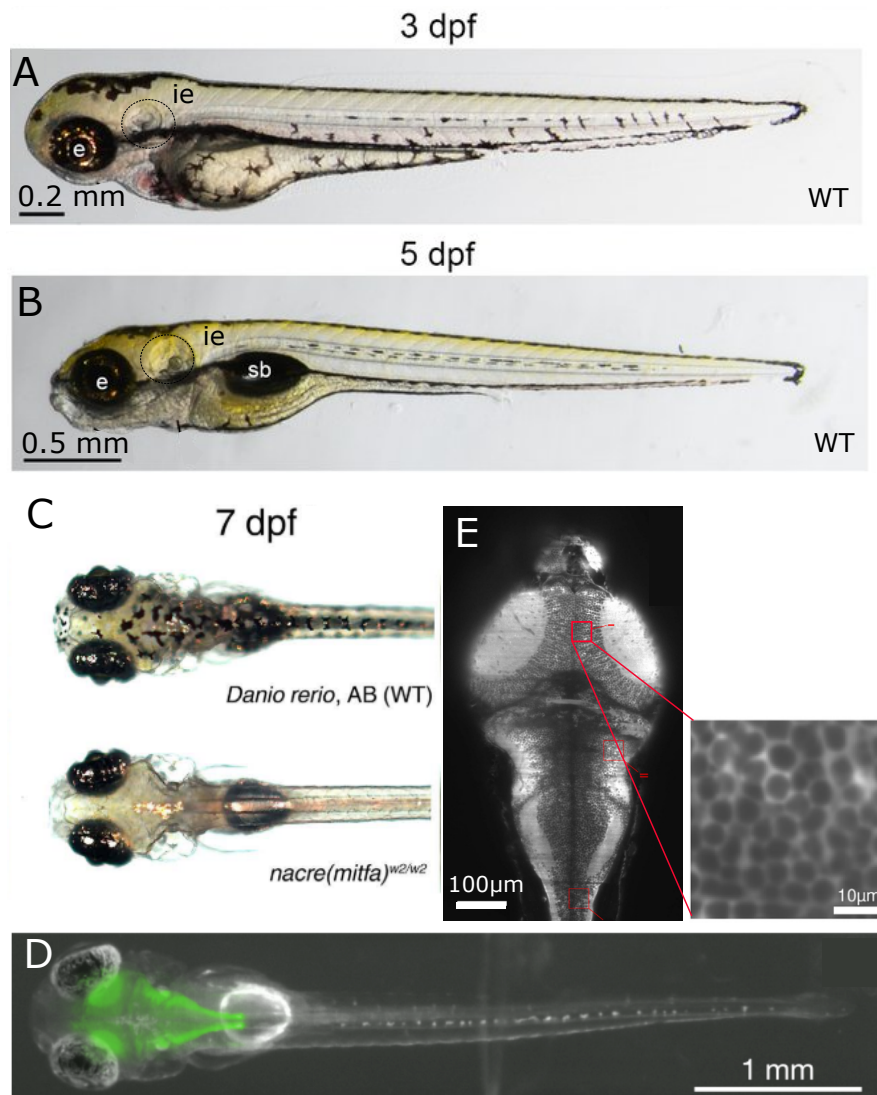 3 dpf
A
ie
e
0.2 mm
WT
5 dpf
B
ie
e
sb
0.5 mm
WT
C
7 dpf
Danio rerio, AB (WT)
nacre(mitfa)w2/w2
E
100μm
10μm
D
1 mm